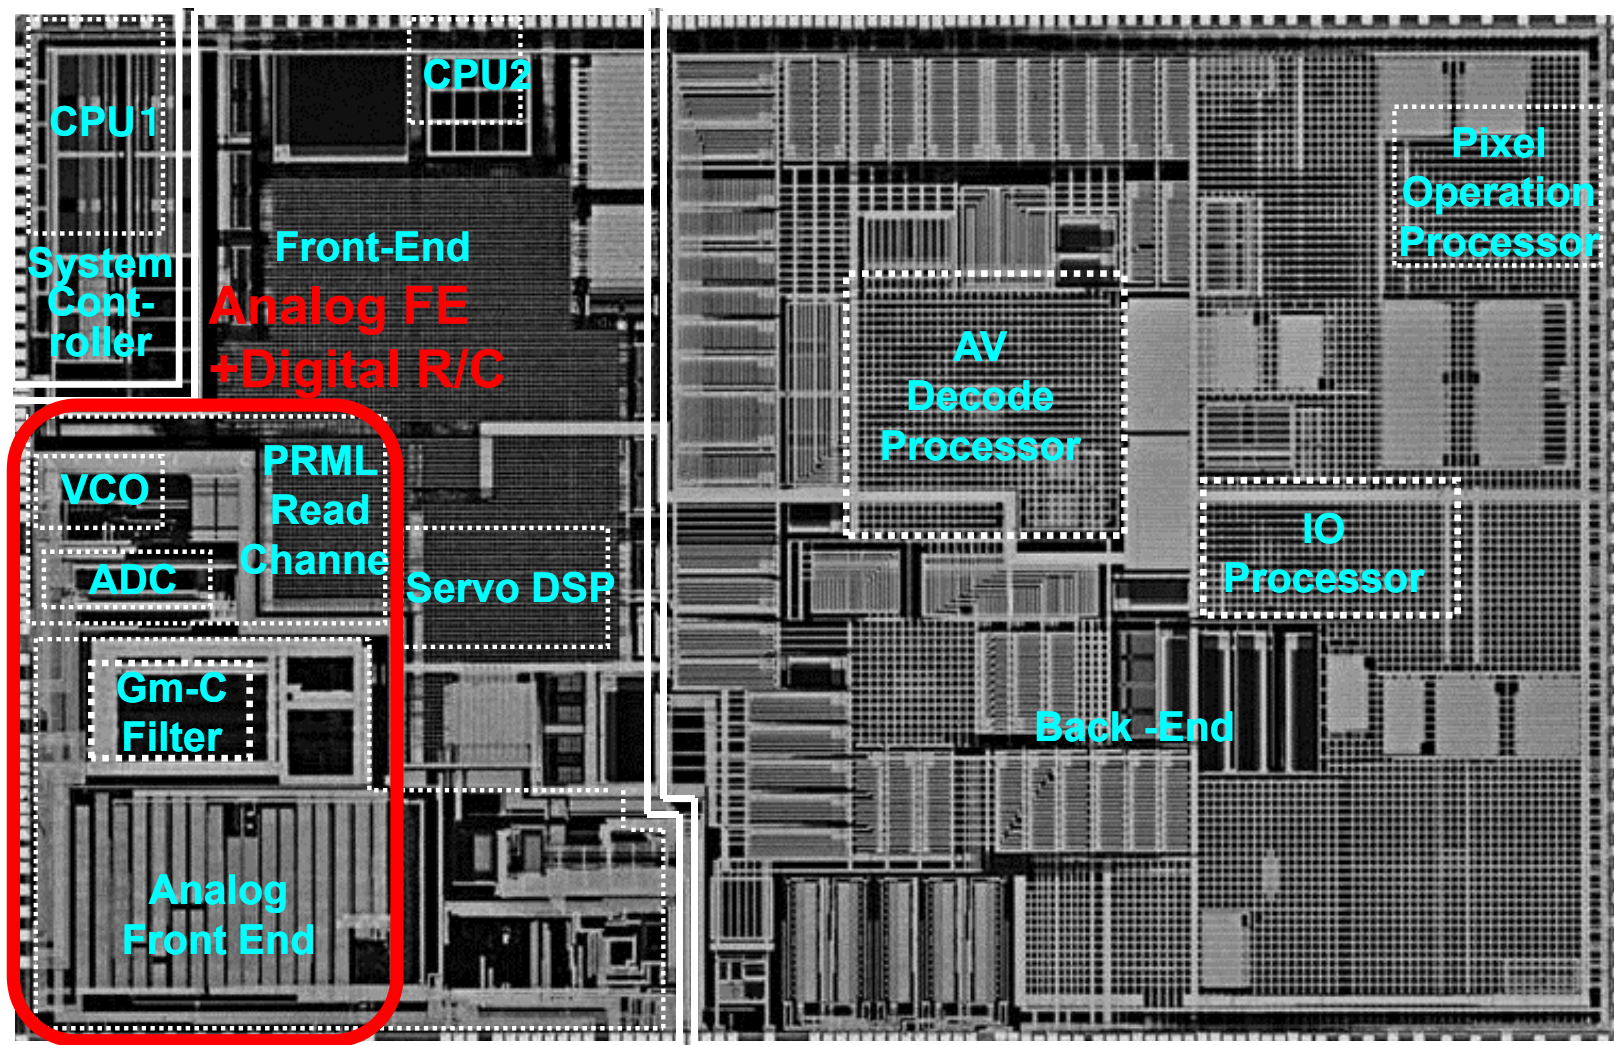 CPU1
System
Cont-
roller
CPU2
Front-End
Analog FE
+Digital R/C
VCO
ADC
PRML
Read
Channe
Servo DSP
Gm-C
Filter
Analog
Front End
Pixel
Operation
Processor
AV
Decode
Processor
IO
Processor
Back -End